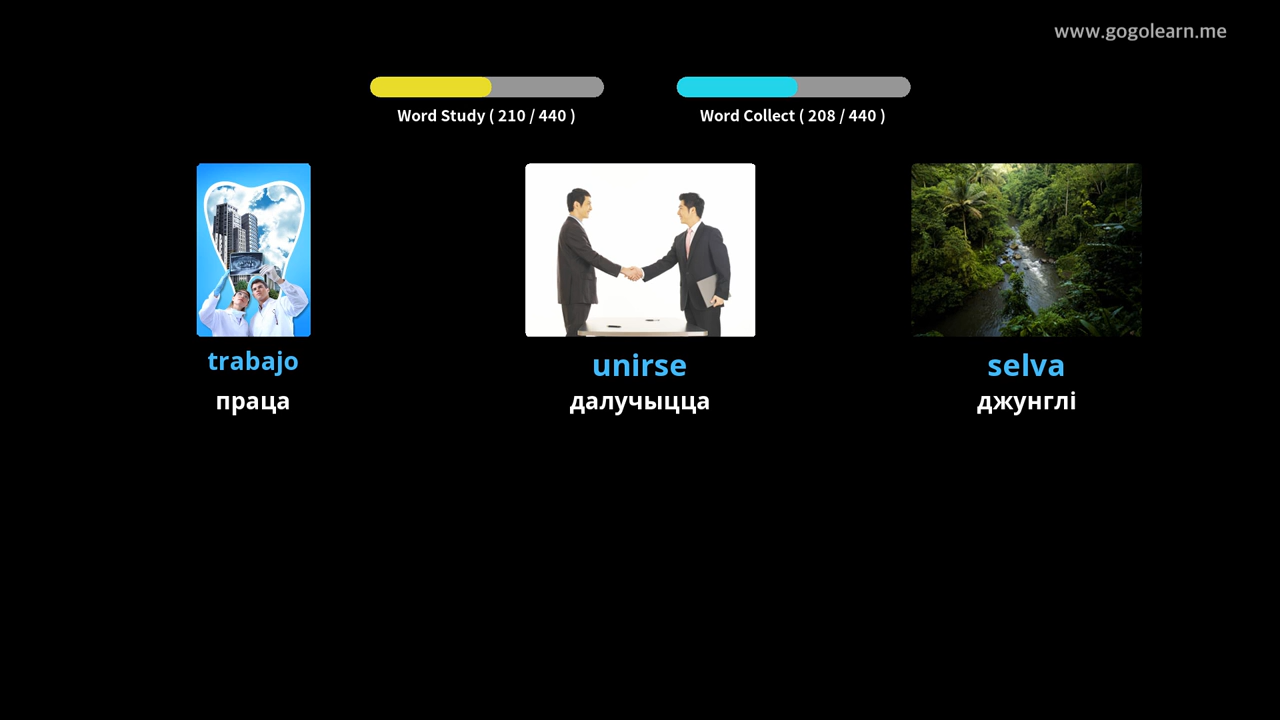 www.gogolearn.me
Word Study ( 210 / 440 )
Word Collect ( 208 / 440 )
trabajo
праца
unirse
далучыцца
selva
джунглі